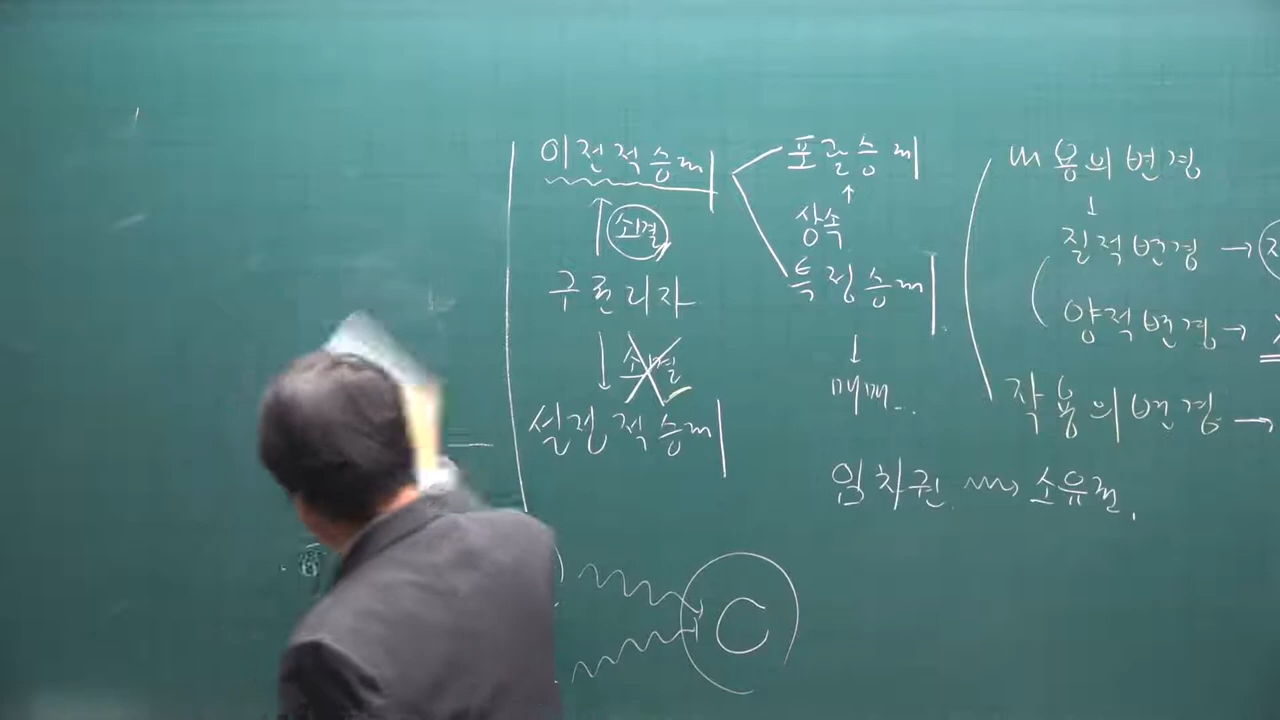 이전적승계
소멸
구권리자
소멸
설정적승계
포괄승계
↑
상속
특정승계
↓
매매...
내용의 변경
↓
질적변경 →
양적변경 →
작용의 변경 →
임차권 소유권.
C